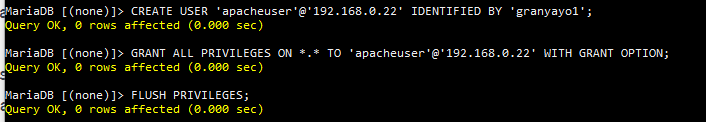 MariaDB [(none)]> CREATE USER 'apacheuser'@'192.168.0.22' IDENTIFIED BY 'granyayo1';
Query OK, 0 rows affected (0.000 sec)
MariaDB [(none)]> GRANT ALL PRIVILEGES ON *.* TO 'apacheuser'@'192.168.0.22' WITH GRANT OPTION;
Query OK, 0 rows affected (0.000 sec)
MariaDB [(none)]> FLUSH PRIVILEGES;
Query OK, 0 rows affected (0.000 sec)